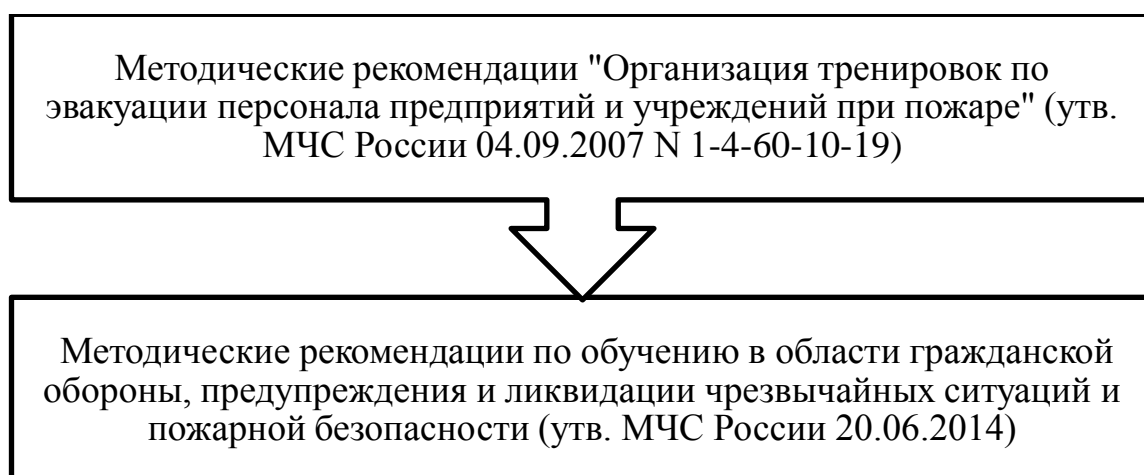 Методические рекомендации "Организация тренировок по
эвакуации персонала предприятий и учреждений при пожаре" (утв.
МЧС России 04.09.2007 N 1-4-60-10-19)
Методические рекомендации по обучению в области гражданской
обороны, предупреждения и ликвидации чрезвычайных ситуаций и
пожарной безопасности (утв. МЧС России 20.06.2014)